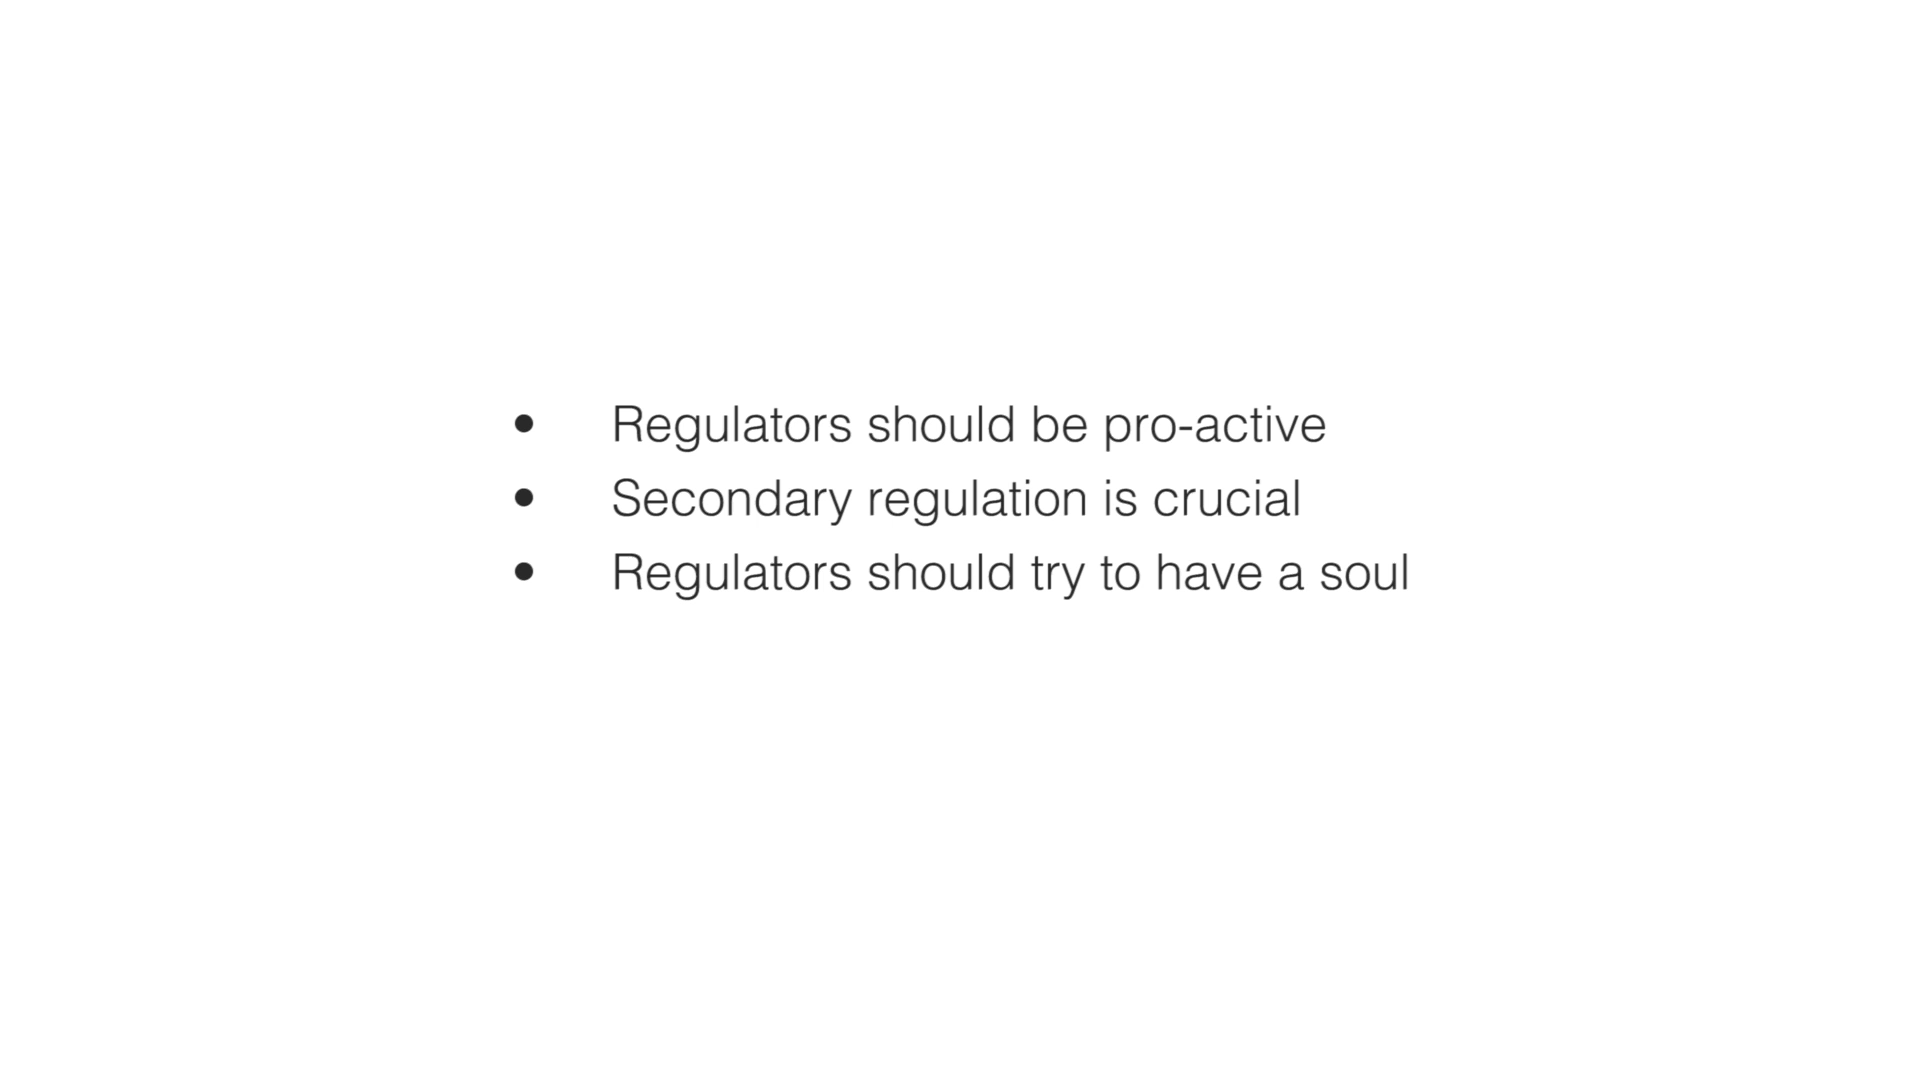 • Regulators should be pro-active
• Secondary regulation is crucial
• Regulators should try to have a soul